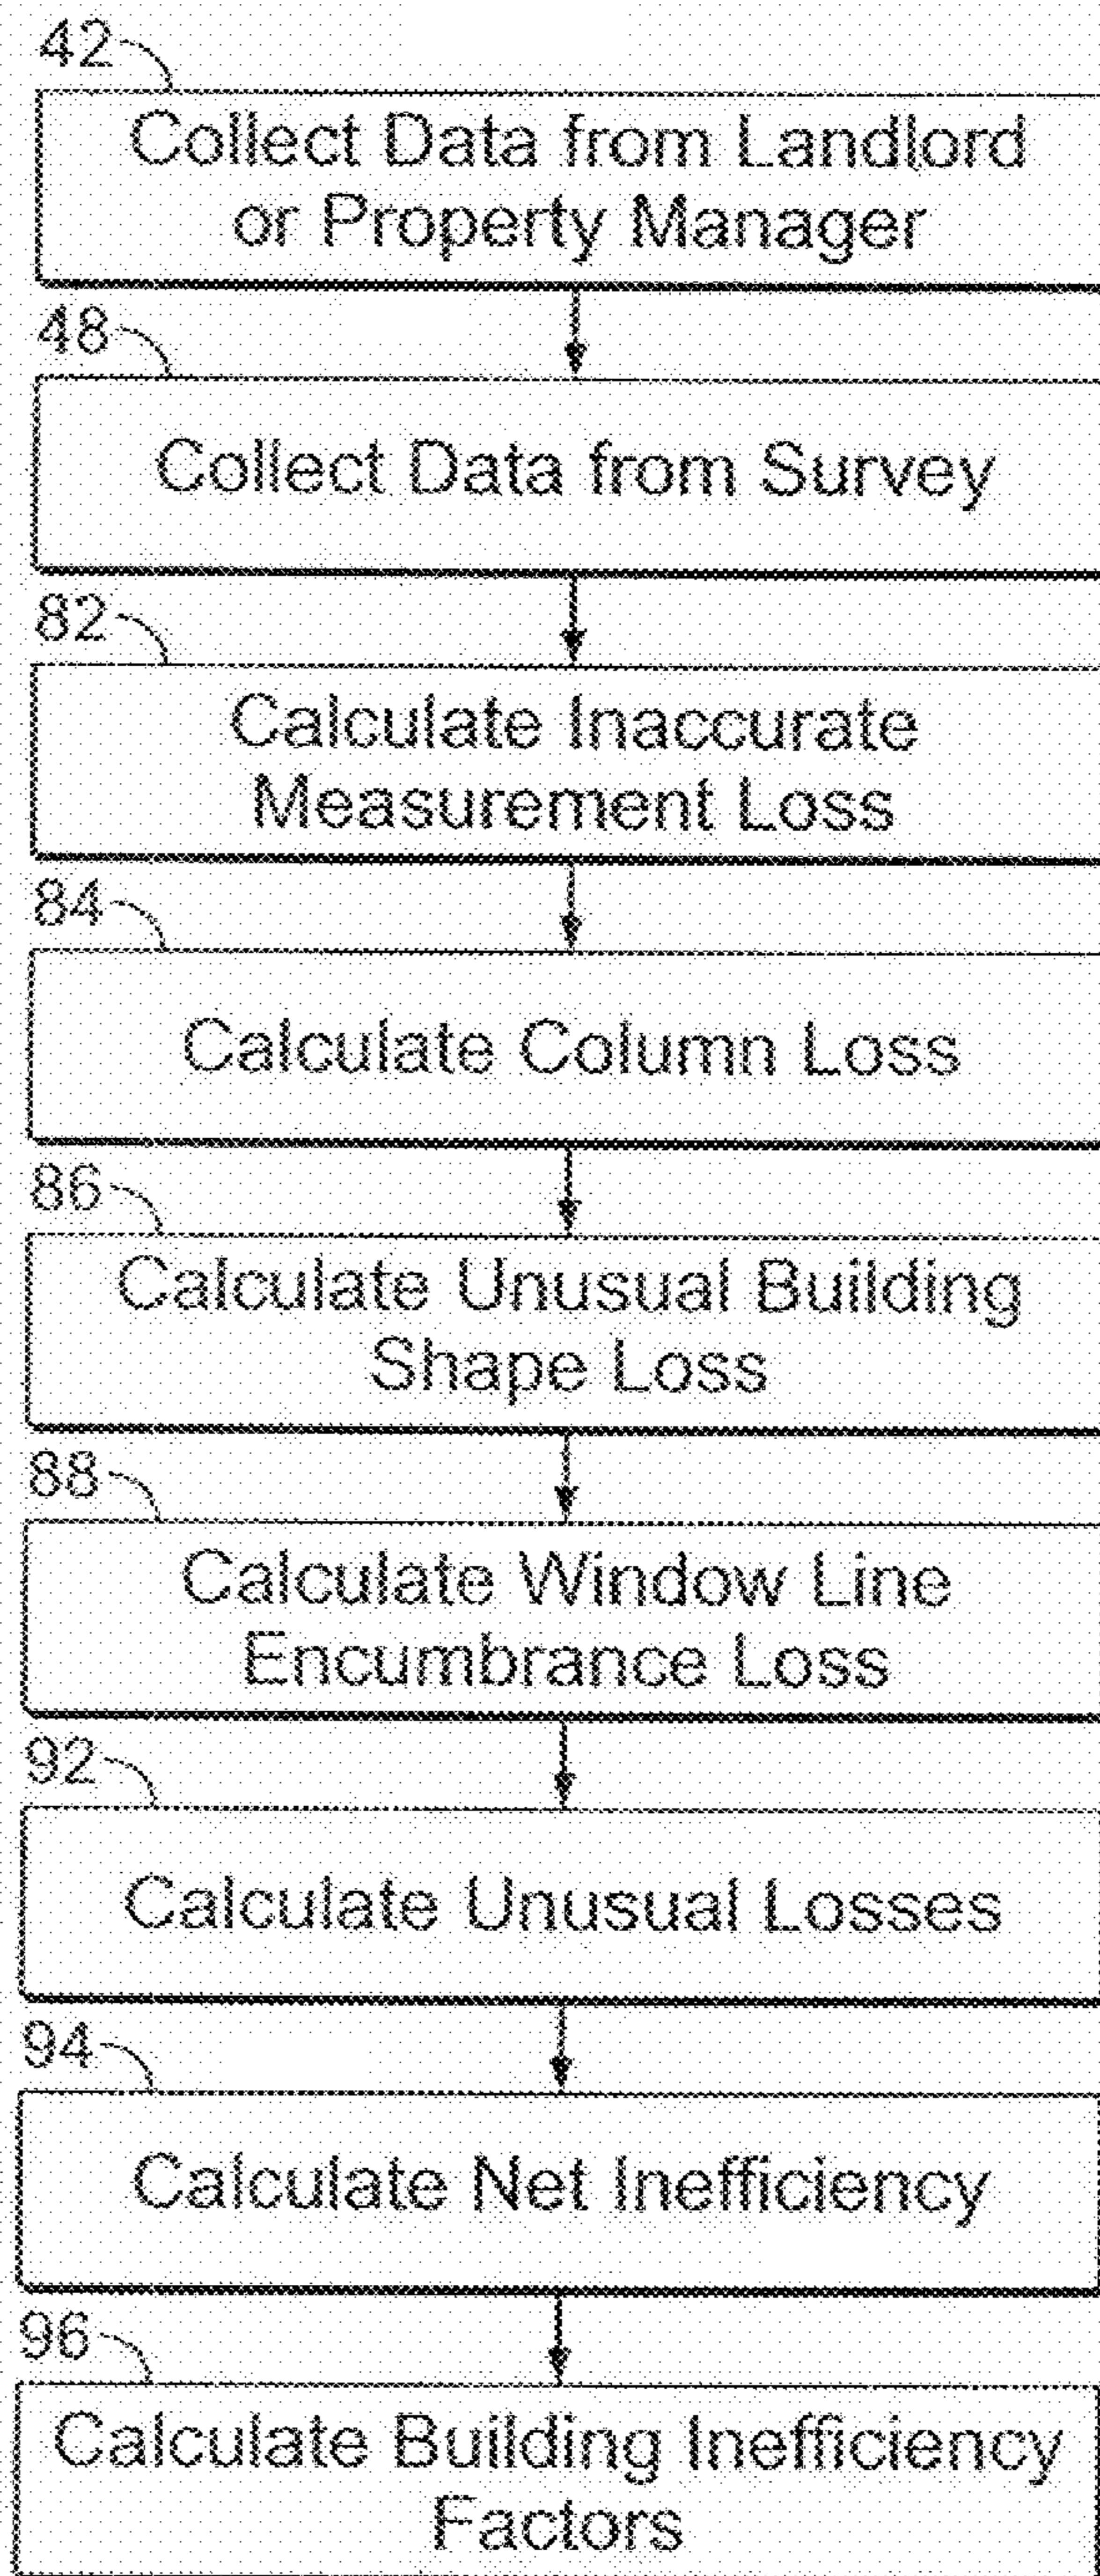 42
Collect Data from Landlord
or Property Manager
48
Collect Data from Survey
82
Calculate Inaccurate
Measurement Loss
84
Calculate Column Loss
86
Calculate Unusual Building
Shape Loss
88
Calculate Window Line
Encumbrance Loss
92
Calculate Unusual Losses
94
Calculate Net Inefficiency
96
Calculate Building Inefficiency
Factors